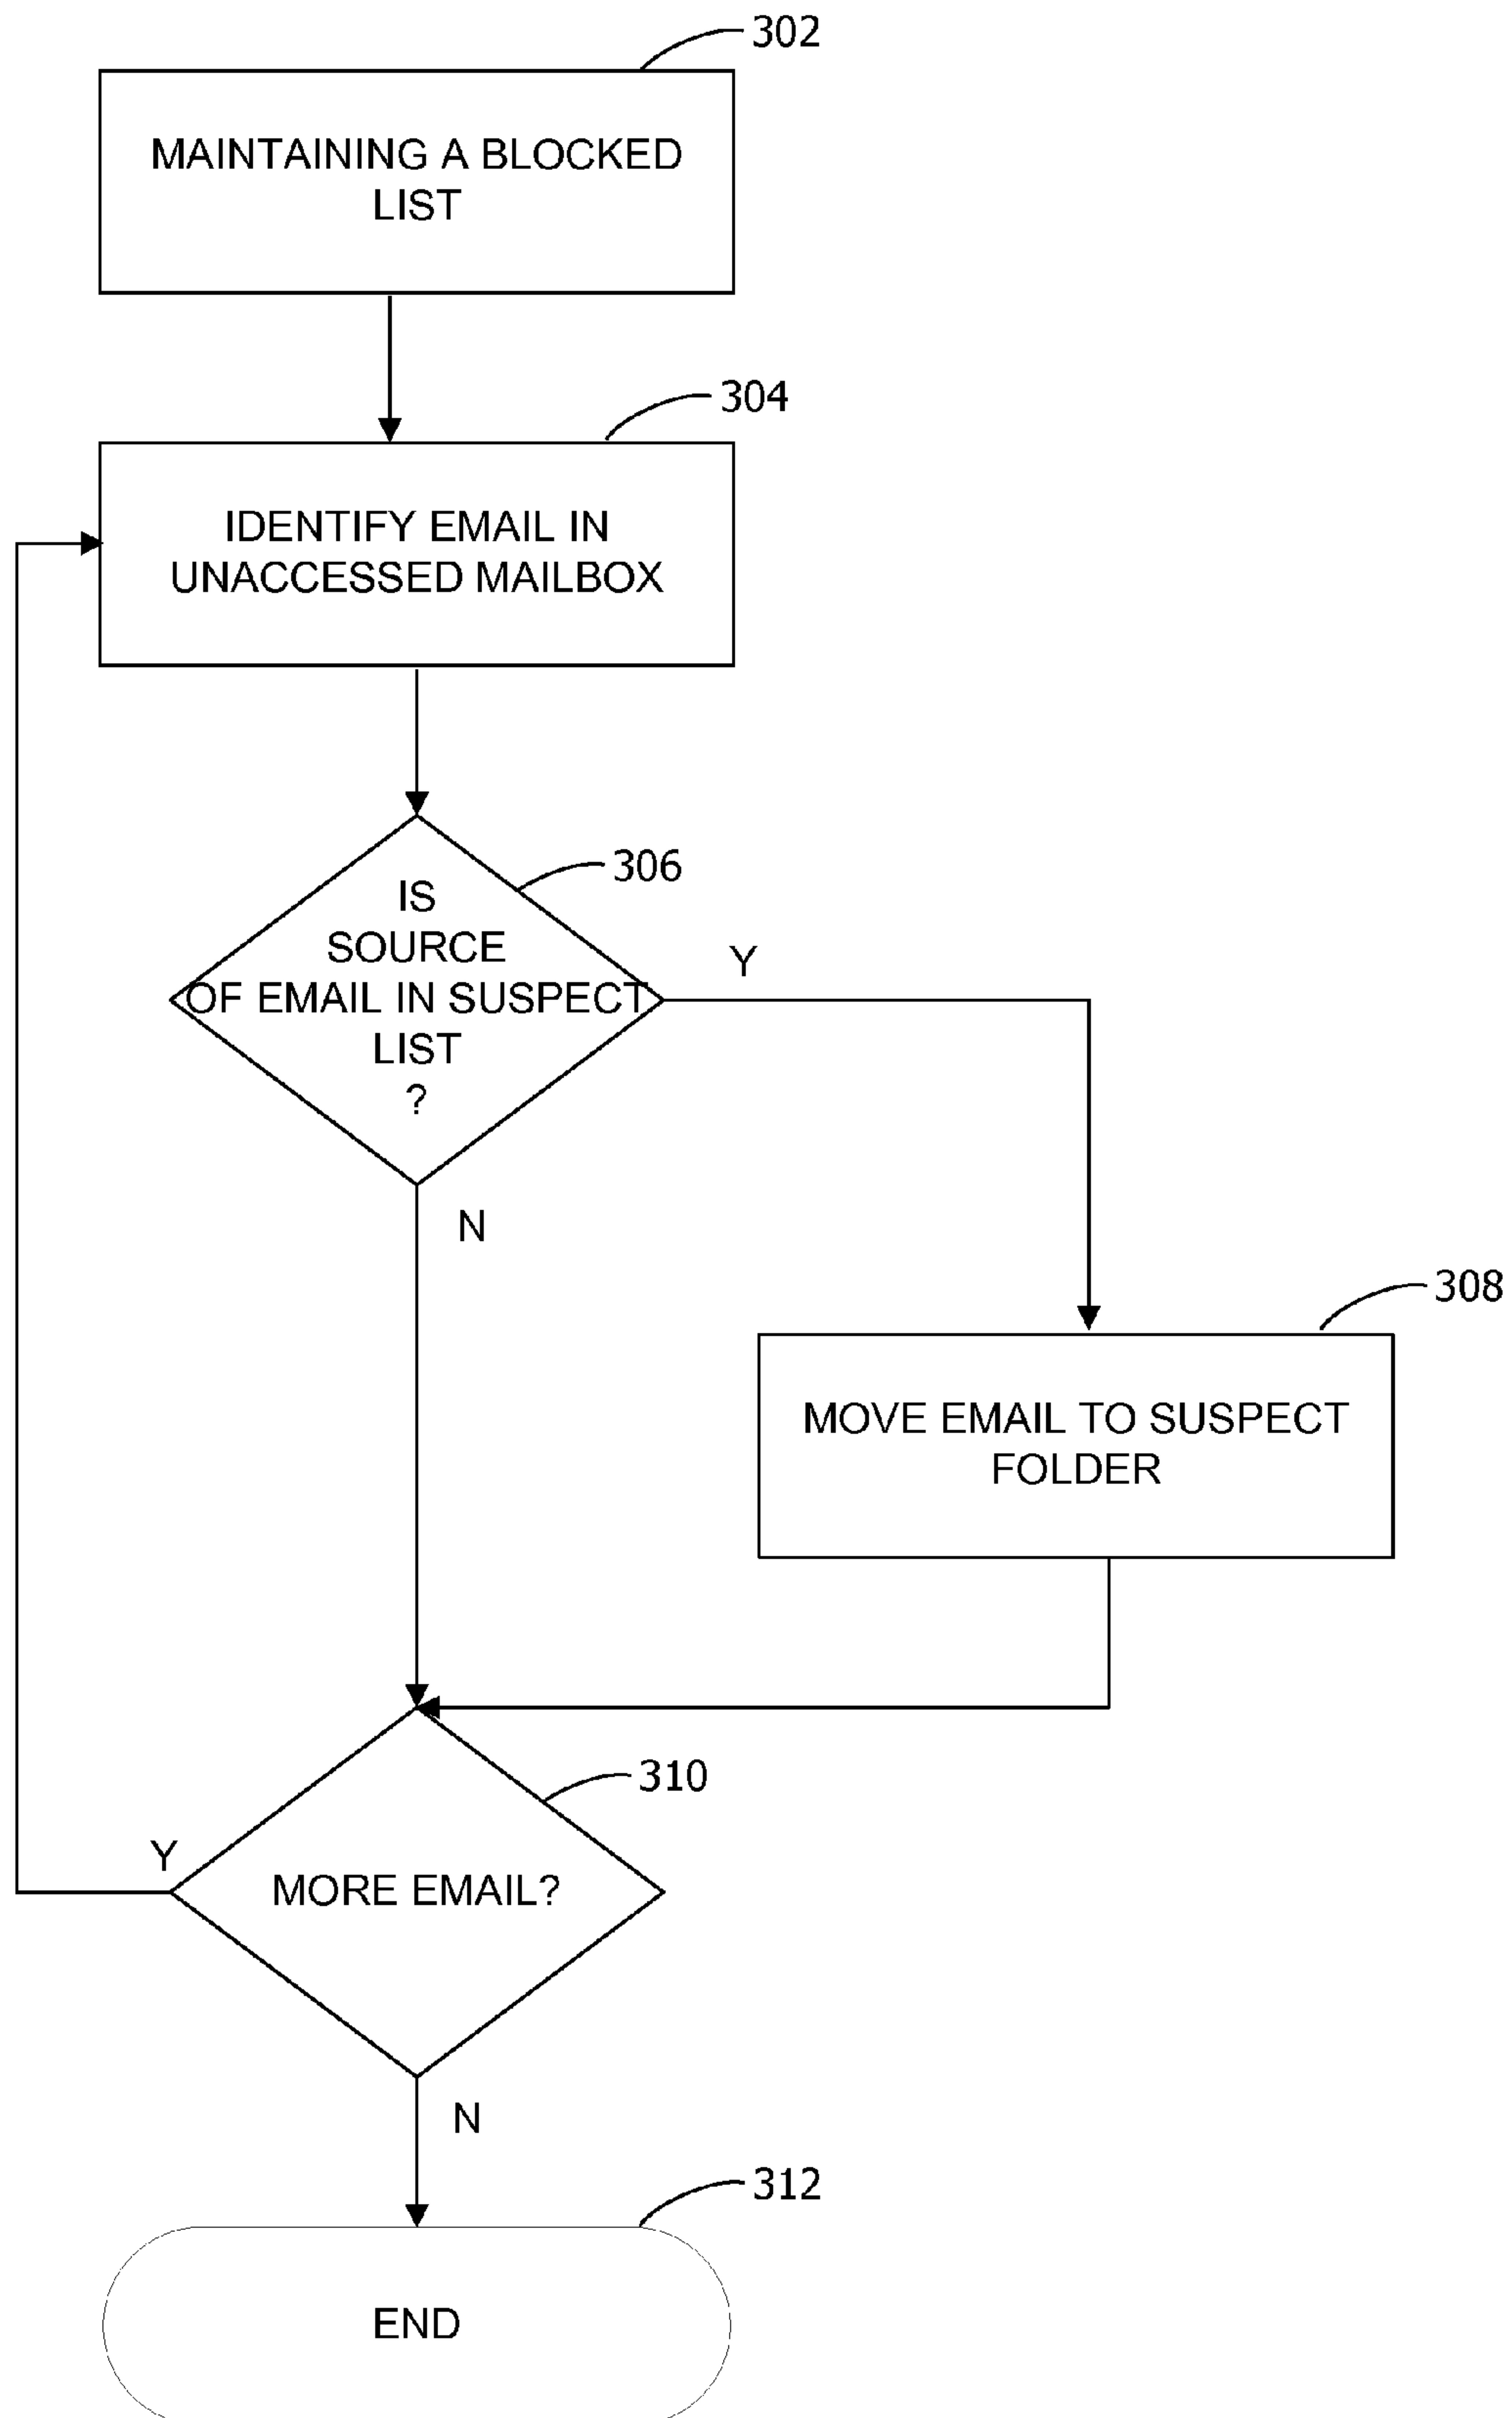 302
MAINTAINING A BLOCKED
LIST
304
IDENTIFY EMAIL IN
UNACCESSED MAILBOX
306
IS
SOURCE
OF EMAIL IN SUSPECT
LIST
?
Y
N
308
MOVE EMAIL TO SUSPECT
FOLDER
310
Y
MORE EMAIL?
N
312
END